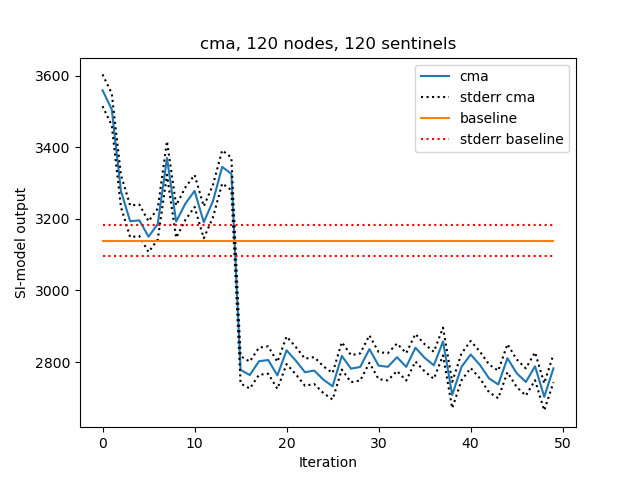 cma, 120 nodes, 120 sentinels
3600
3400
3200
3000
2800
SI-model output
cma
stderr cma
baseline
stderr baseline
0
10
20
30
40
50
Iteration